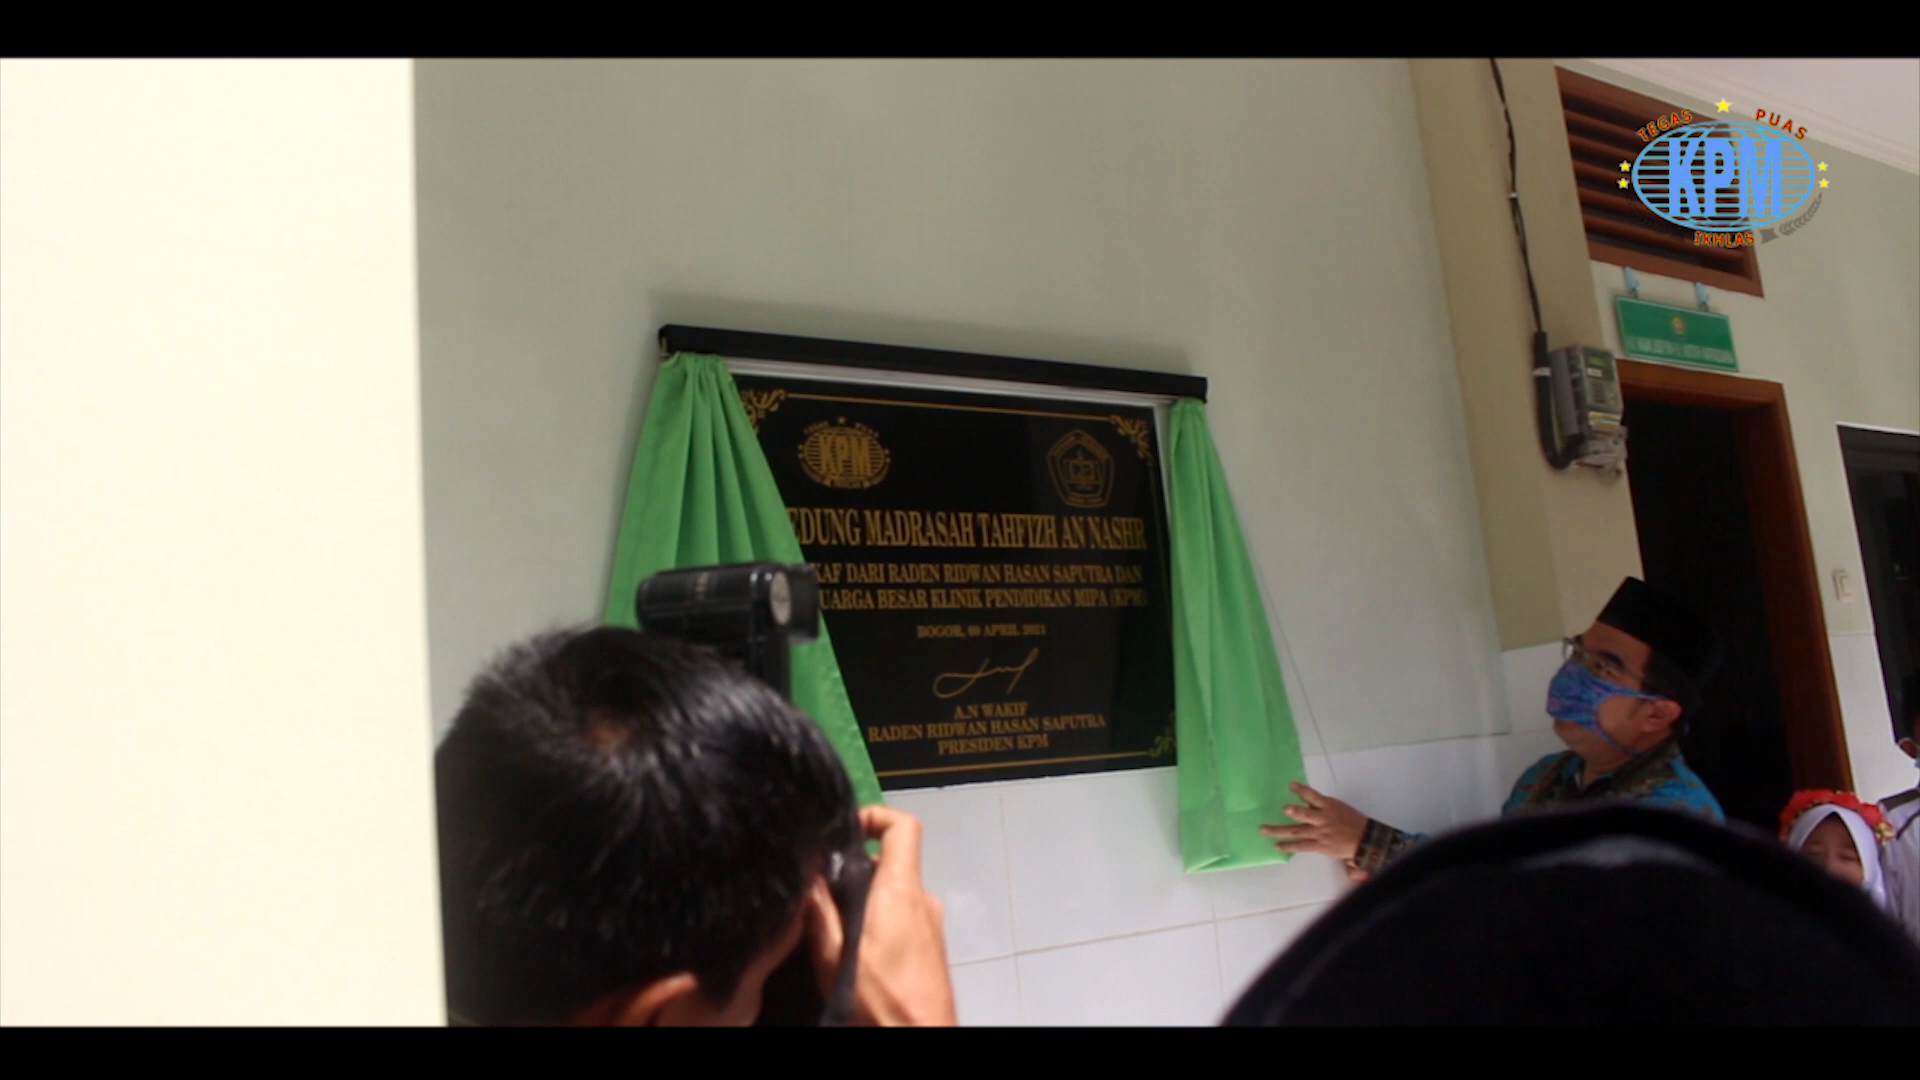 TEGAS PUAS
KPM
IKHLAS
KPM
EDUNG MADRASAH TAHFIZH AN NASHR
KAF DARI RADEN RIDWAN HASAN SAPUTRA DAN
UARGA BESAR KLINIK PENDIDIKAN MIPA (KPM)
BOGOR, 09 APRIL 2021
A.N WAKIF
RADEN RIDWAN HASAN SAPUTRA
PRESIDEN KPM